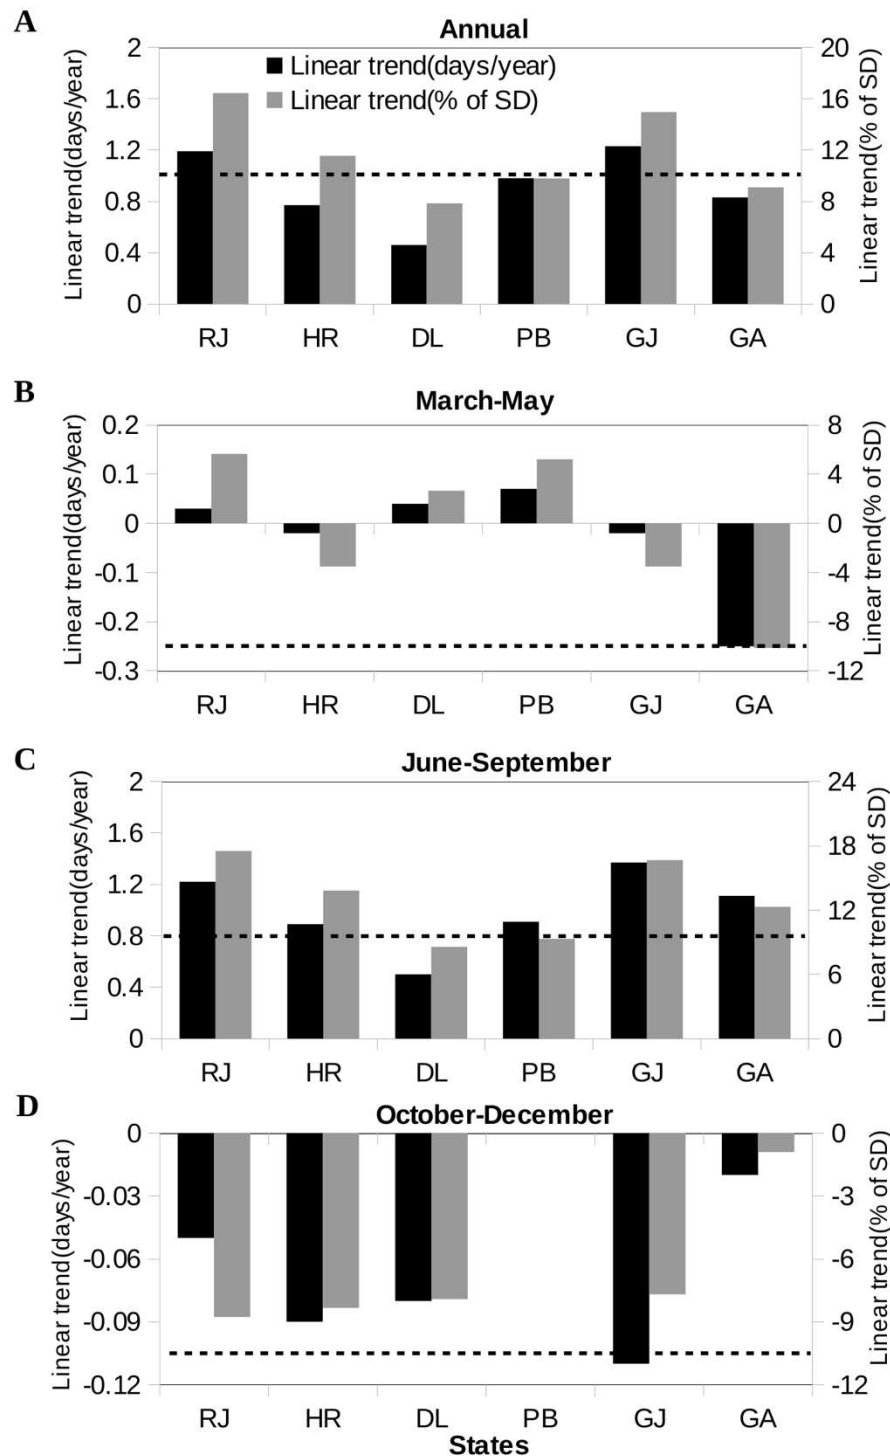 A
Annual
Linear trend(days/year)
2
1.6
1.2
0.8
0.4
0
Linear trend(days/year)
Linear trend(% of SD)
20
16
12
8
4
0
Linear trend(% of SD)
RJ HR DL PB GJ GA
B
March-May
Linear trend(days/year)
0.2
0.1
0
-0.1
-0.2
-0.3
8
4
0
-4
-8
-12
Linear trend(% of SD)
RJ HR DL PB GJ GA
C
June-September
Linear trend(days/year)
2
1.6
1.2
0.8
0.4
0
24
18
12
6
0
Linear trend(% of SD)
RJ HR DL PB GJ GA
D
October-December
Linear trend(days/year)
0
-0.03
-0.06
-0.09
-0.12
0
-3
-6
-9
-12
Linear trend(% of SD)
RJ HR DL PB GJ GA
States